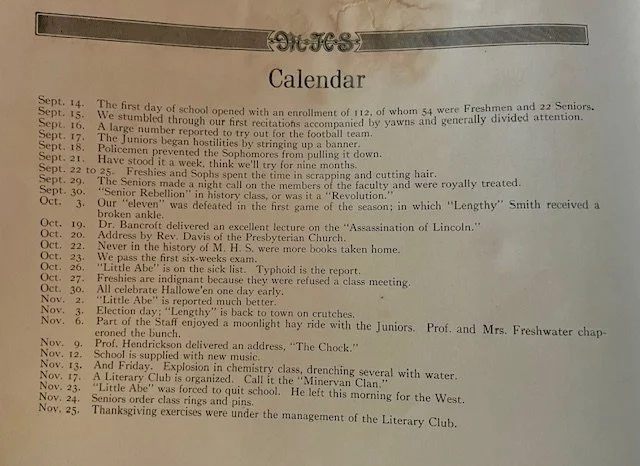 M·H·S
Calendar
Sept. 14. The first day of school opened with an enrollment of 112, of whom 54 were Freshmen and 22 Seniors.
Sept. 15. We stumbled through our first recitations accompanied by yawns and generally divided attention.
Sept. 16. A large number reported to try out for the football team.
Sept. 17. The Juniors began hostilities by stringing up a banner.
Sept. 18. Policemen prevented the Sophomores from pulling it down.
Sept. 21. Have stood it a week, think we'll try for nine months.
Sept. 22 to 25. Freshies and Sophs spent the time in scrapping and cutting hair.
Sept. 29. The Seniors made a night call on the members of the faculty and were royally treated.
Sept. 30. "Senior Rebellion" in history class, or was it a "Revolution."
Oct. 3. Our "eleven" was defeated in the first game of the season; in which "Lengthy" Smith received a
broken ankle.
Oct. 19. Dr. Bancroft delivered an excellent lecture on the "Assassination of Lincoln."
Oct. 20. Address by Rev. Davis of the Presbyterian Church.
Oct. 22. Never in the history of M. H. S. were more books taken home.
Oct. 23. We pass the first six-weeks exam.
Oct. 26. "Little Abe" is on the sick list. Typhoid is the report.
Oct. 27. Freshies are indignant because they were refused a class meeting.
Oct. 30. All celebrate Hallowe'en one day early.
Nov. 2. "Little Abe" is reported much better.
Nov. 3. Election day; "Lengthy" is back to town on crutches.
Nov. 6. Part of the Staff enjoyed a moonlight hay ride with the Juniors. Prof. and Mrs. Freshwater chap-
eroned the bunch.
Nov. 9. Prof. Hendrickson delivered an address, "The Chock."
Nov. 12. School is supplied with new music.
Nov. 13. And Friday. Explosion in chemistry class, drenching several with water.
Nov. 17. A Literary Club is organized. Call it the "Minervan Clan."
Nov. 23. "Little Abe" was forced to quit school. He left this morning for the West.
Nov. 24. Seniors order class rings and pins.
Nov. 25. Thanksgiving exercises were under the management of the Literary Club.